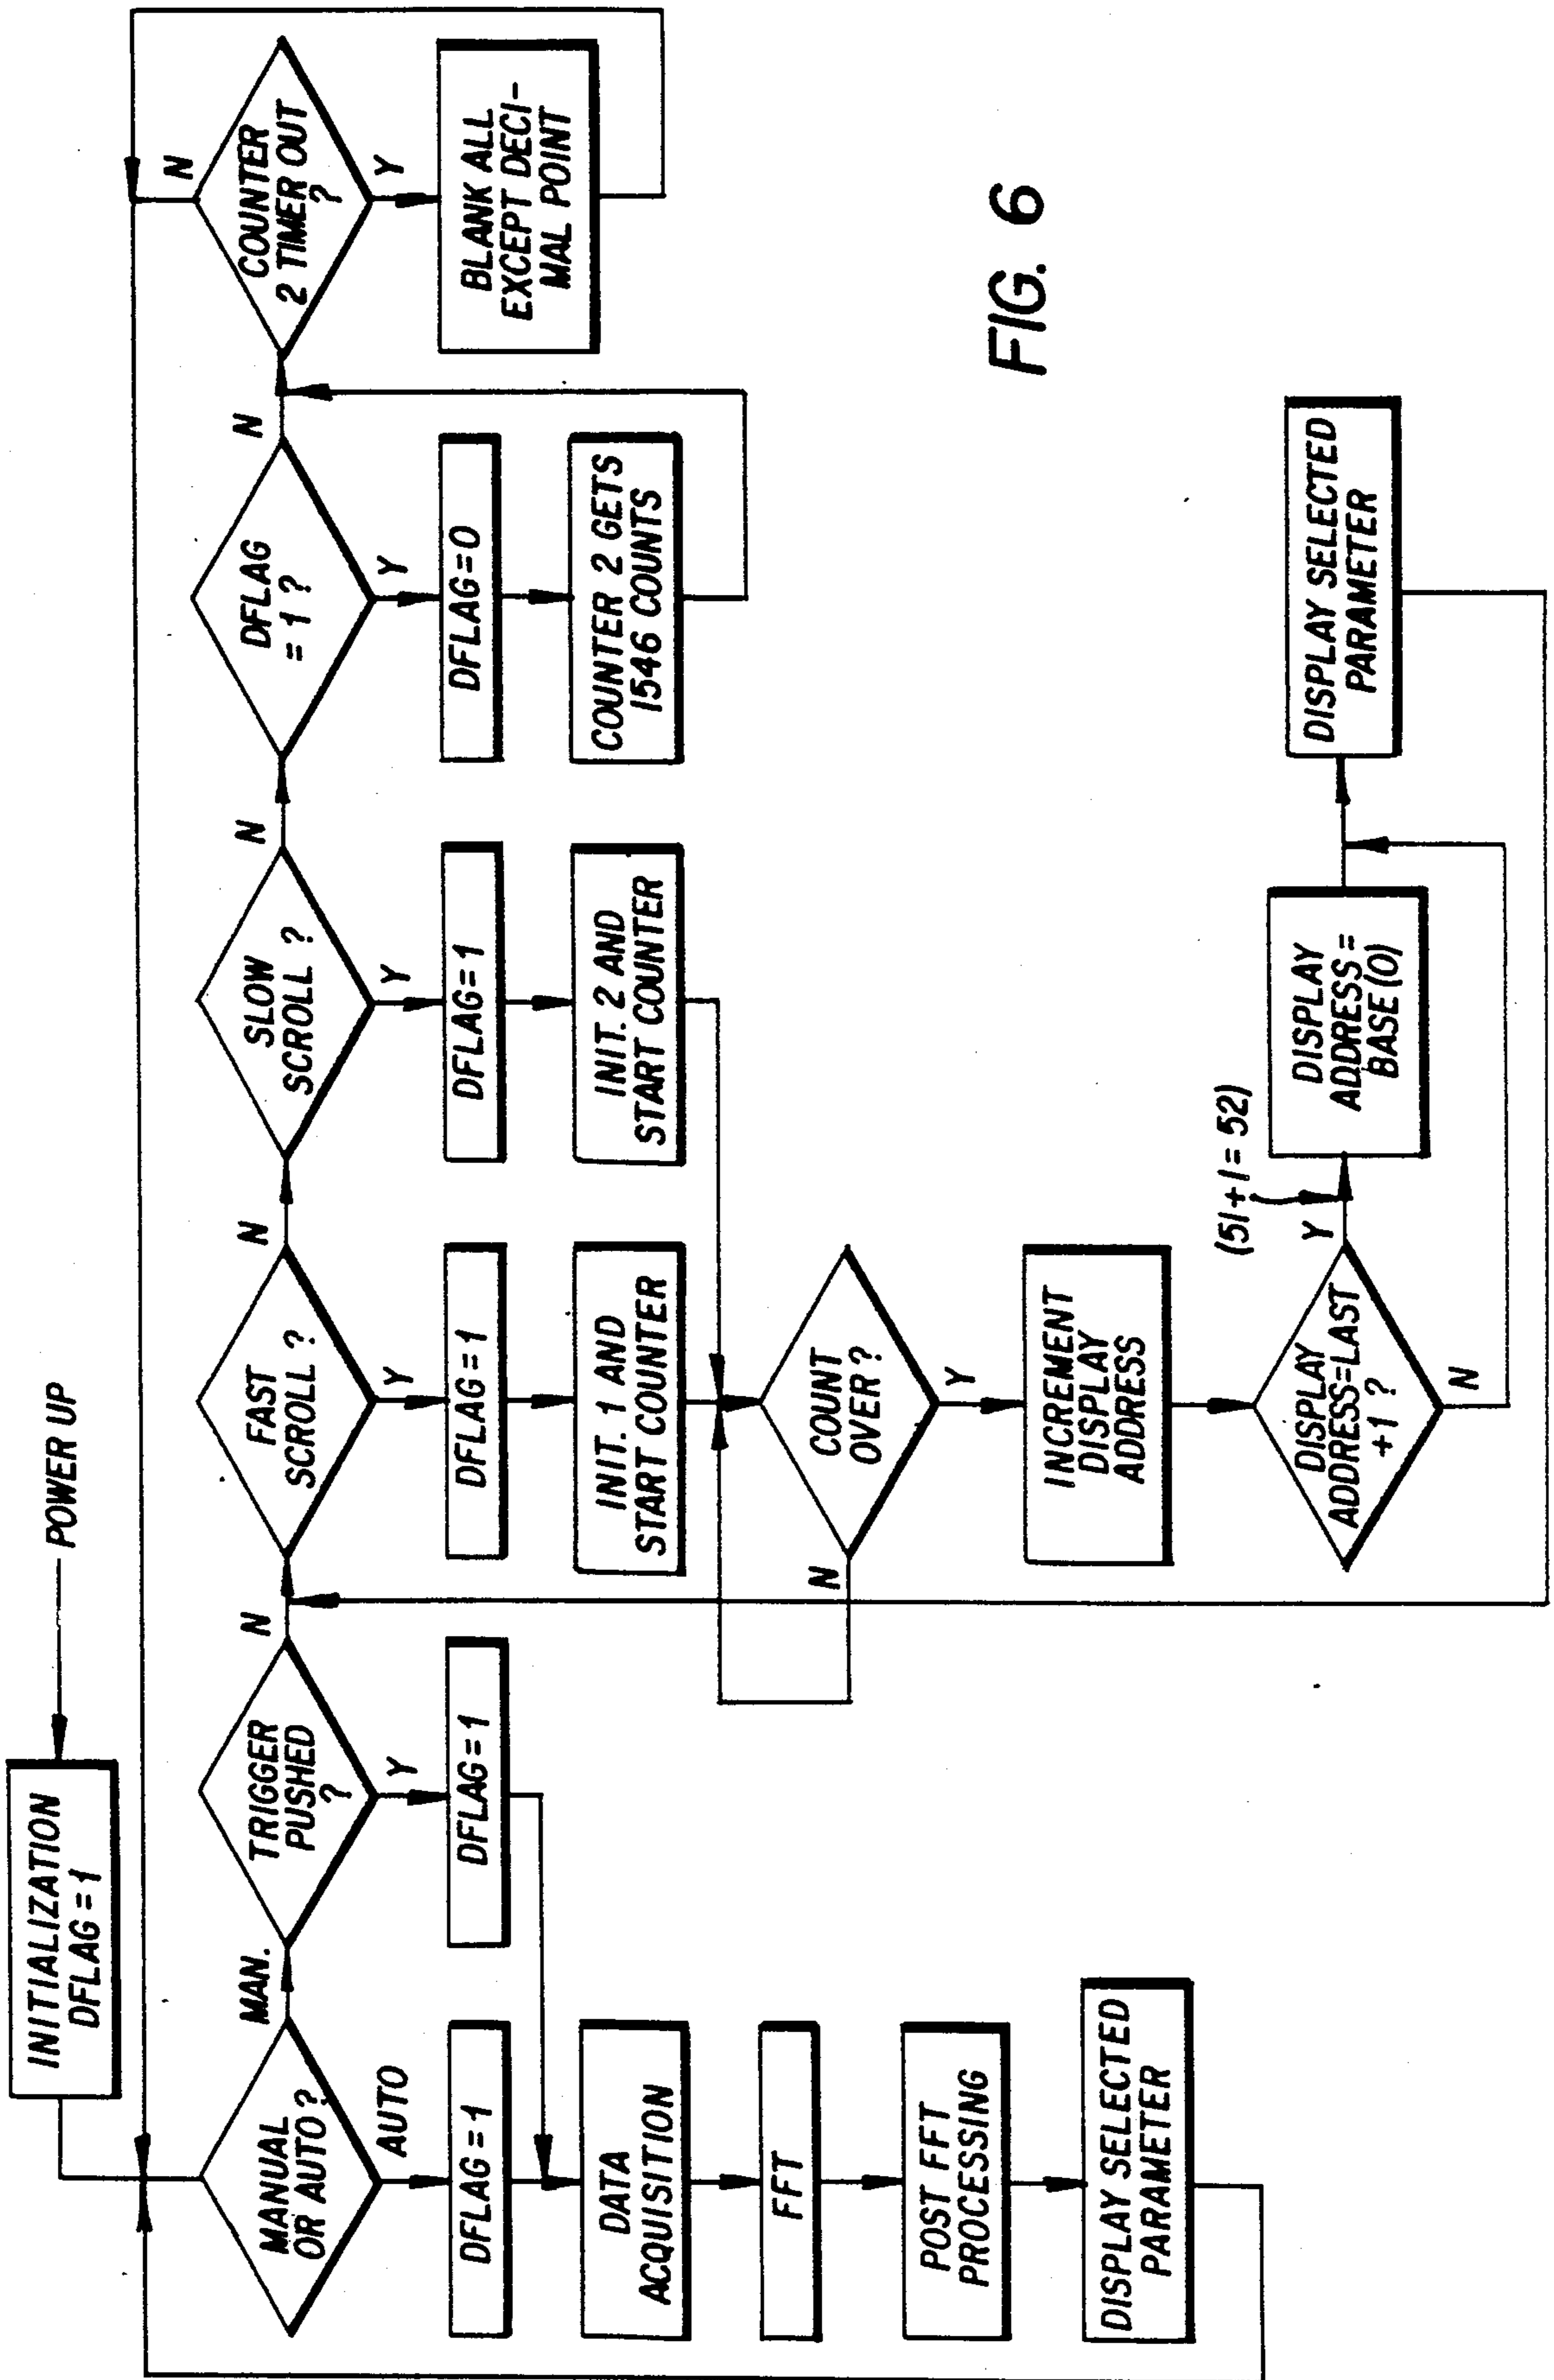 POWER UP
INITIALIZATION
DFLAG = 1
MANUAL
OR AUTO ?
MAN.
AUTO
DFLAG = 1
DATA
ACQUISITION
FFT
POST FFT
PROCESSING
DISPLAY SELECTED
PARAMETER
TRIGGER
PUSHED
?
N
Y
DFLAG = 1
FAST
SCROLL ?
N
Y
DFLAG = 1
INIT. 1 AND
START COUNTER
SLOW
SCROLL ?
N
Y
DFLAG = 1
INIT. 2 AND
START COUNTER
DFLAG
= 1 ?
N
Y
DFLAG = 0
COUNTER 2 GETS
1546 COUNTS
COUNTER
2 TIMER OUT
?
N
Y
BLANK ALL
EXCEPT DECI-
MAL POINT
COUNT
OVER ?
N
Y
INCREMENT
DISPLAY
ADDRESS
DISPLAY
ADDRESS=LAST
+1 ?
Y
N
(51+1 = 52)
DISPLAY
ADDRESS=
BASE (0)
DISPLAY SELECTED
PARAMETER
FIG. 6